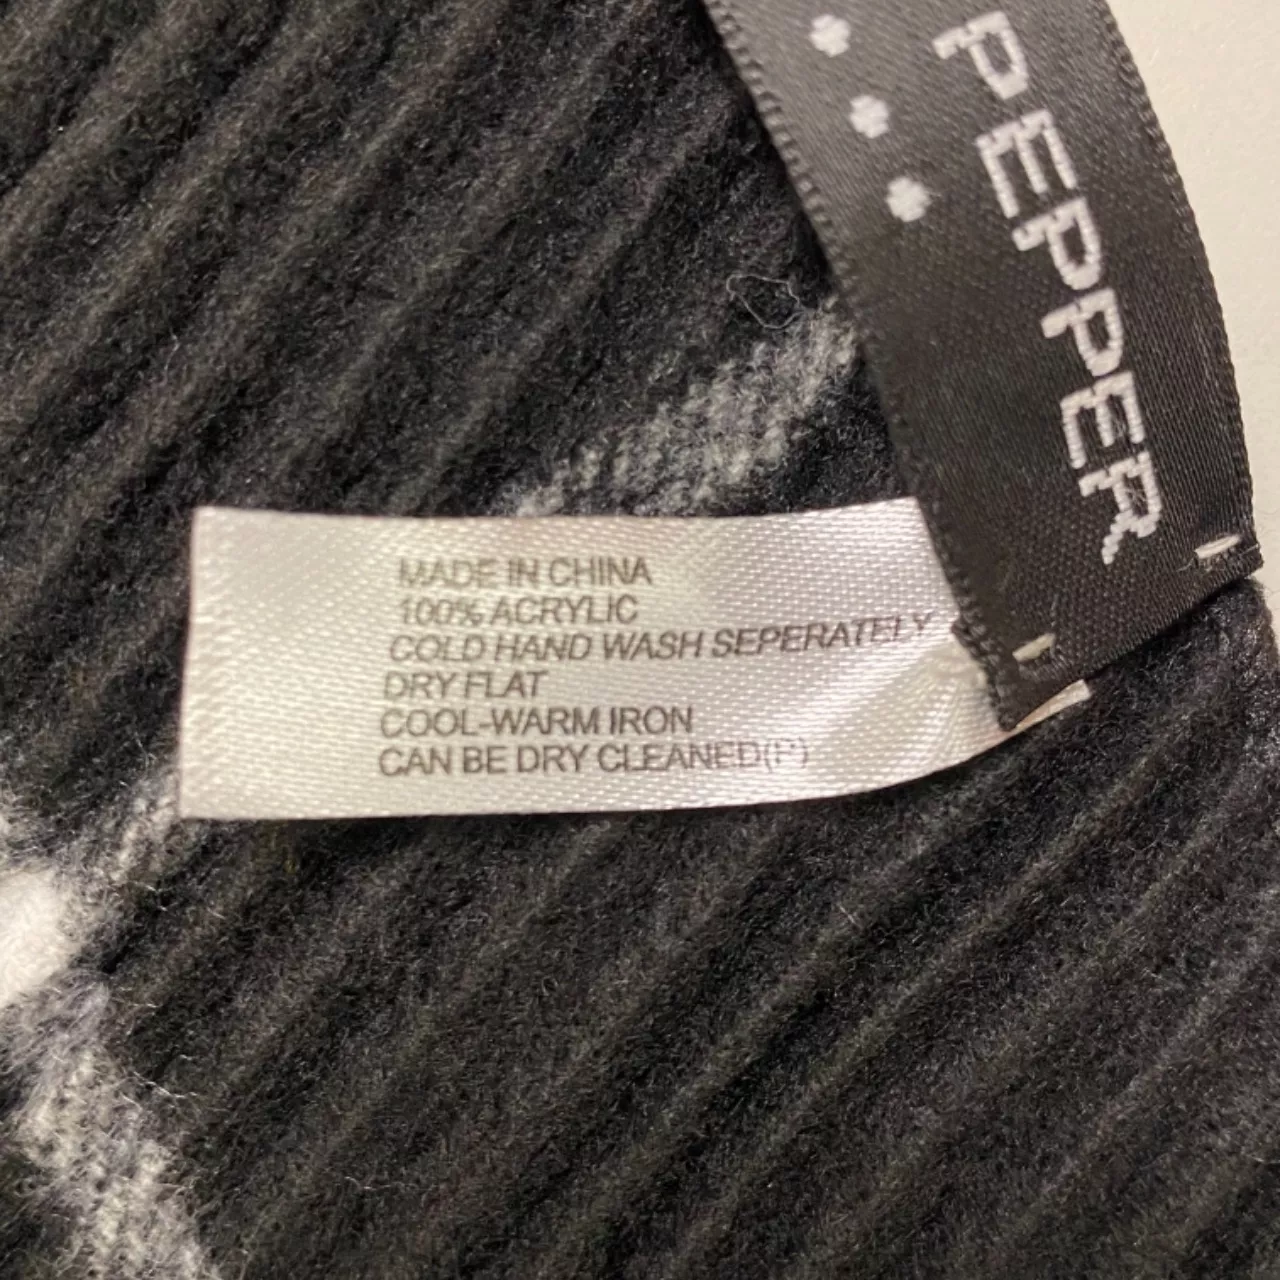 PEPPER
MADE IN CHINA
100% ACRYLIC
COLD HAND WASH SEPERATELY
DRY FLAT
COOL-WARM IRON
CAN BE DRY CLEANED(P)